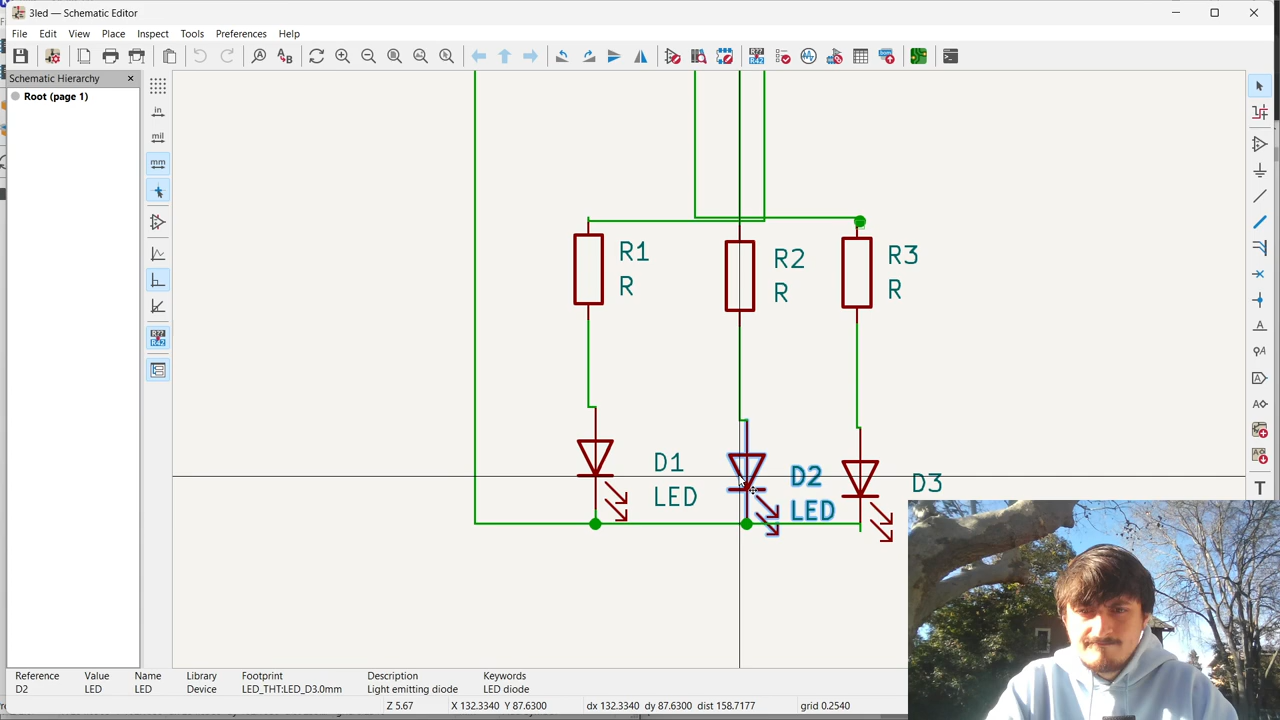 3led — Schematic Editor
File Edit View Place Inspect Tools Preferences Help
Schematic Hierarchy
Root (page 1)
in
mil
mm
R1
R
R2
R
R3
R
D1
LED
D2
LED
D3
Reference Value Name Library Footprint Description Keywords
D2 LED LED Device LED_THT:LED_D3.0mm Light emitting diode LED diode
Z 5.67 X 132.3340 Y 87.6300 dx 132.3340 dy 87.6300 dist 158.7177 grid 0.2540